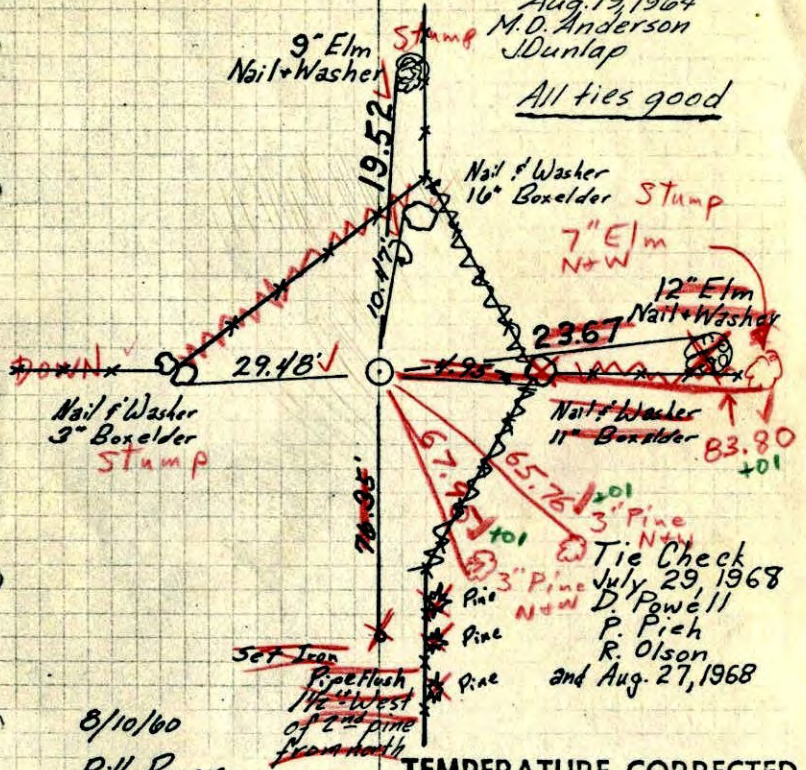 Aug. 19, 1964
M.D. Anderson
J Dunlap
All ties good
9" Elm
Nail + Washer
Stump
19.52
Nail & Washer
16" Boxelder
Stump
7" Elm
N+W
10.47'
12" Elm
Nail + Washer
23.67
DOWN
29.48'
4.95
Nail & Washer
3" Boxelder
Stump
Nail & Washer
11" Boxelder
83.80
+01
65.76
+01
+01
3" Pine
N+W
3" Pine
N+W
Tie Check
July 29, 1968
D. Powell
P. Pieh
R. Olson
and Aug. 27, 1968
Pine
Pine
Pine
Set Iron
Pipe flush
1 1/2" West
of 2nd pine
from north
8/10/60
Bill
TEMPERATURE CORRECTED